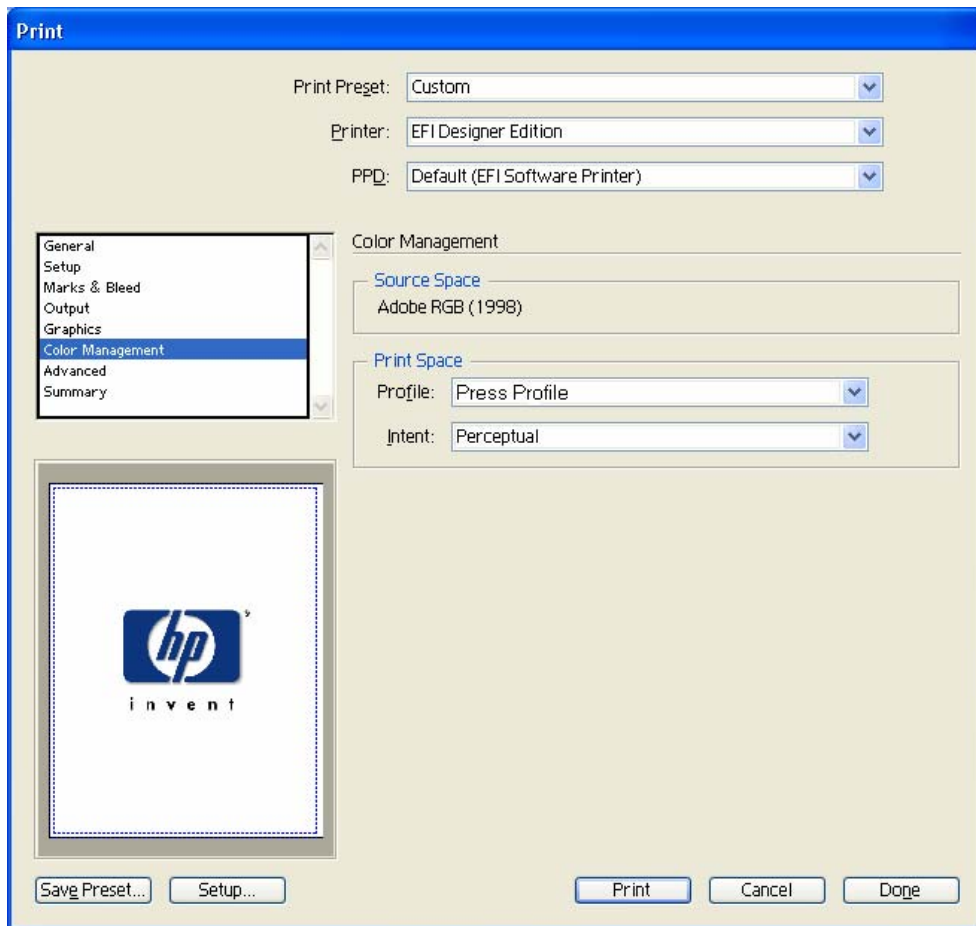 Print
Print Preset: Custom
Printer: EFI Designer Edition
PPD: Default (EFI Software Printer)
General
Setup
Marks & Bleed
Output
Graphics
Color Management
Advanced
Summary
Color Management
Source Space
Adobe RGB (1998)
Print Space
Profile: Press Profile
Intent: Perceptual
hp
invent
Save Preset... Setup... Print Cancel Done